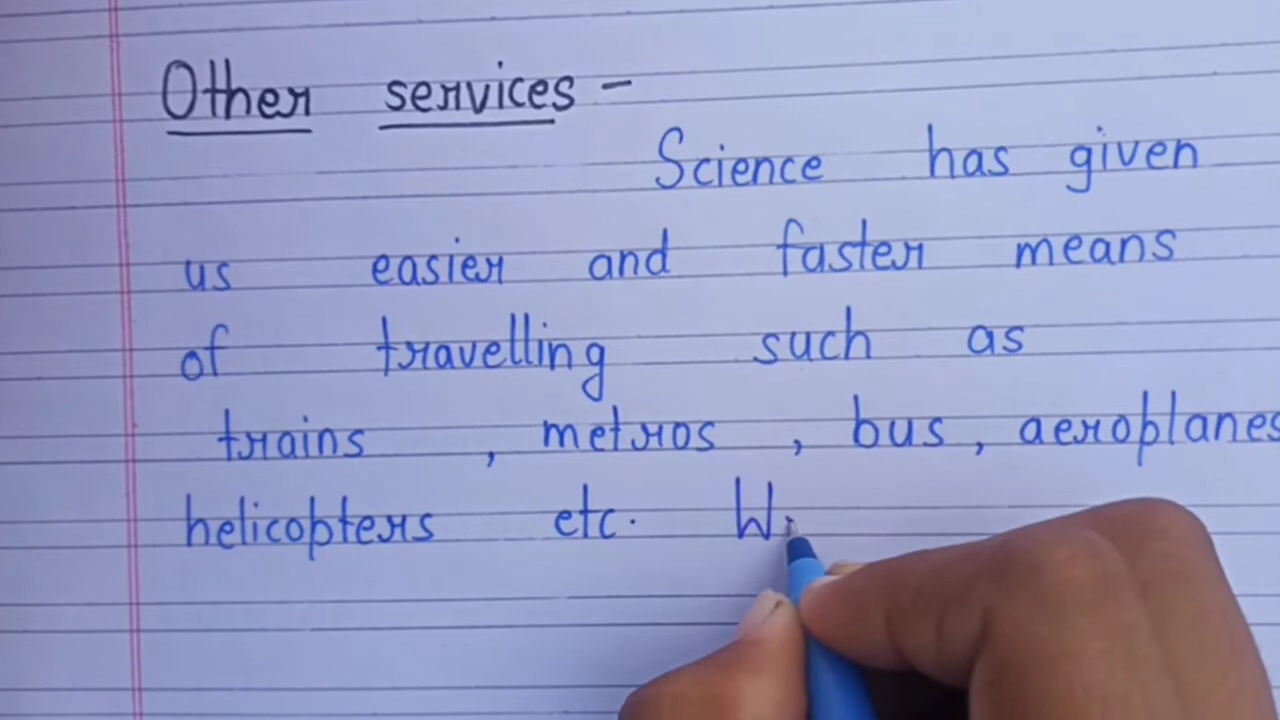 Other services -
Science has given
us easier and faster means
of travelling such as
trains , metros , bus , aeroplanes
helicopters etc. W